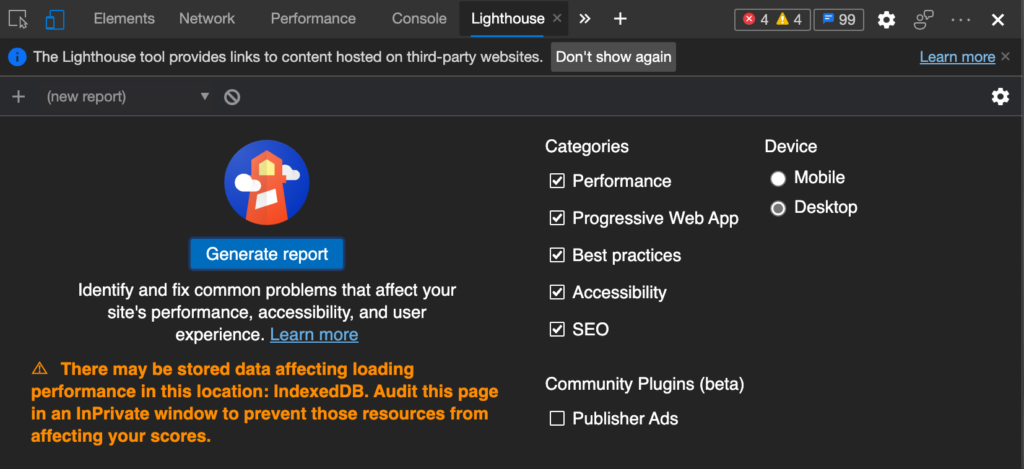 Elements Network Performance Console Lighthouse × » + 4 4 99 ··· ×
The Lighthouse tool provides links to content hosted on third-party websites. Don't show again Learn more ×
+ (new report)
Categories
Performance
Progressive Web App
Best practices
Accessibility
SEO
Community Plugins (beta)
Publisher Ads
Device
Mobile
Desktop
Generate report
Identify and fix common problems that affect your
site's performance, accessibility, and user
experience. Learn more
There may be stored data affecting loading
performance in this location: IndexedDB. Audit this page
in an InPrivate window to prevent those resources from
affecting your scores.